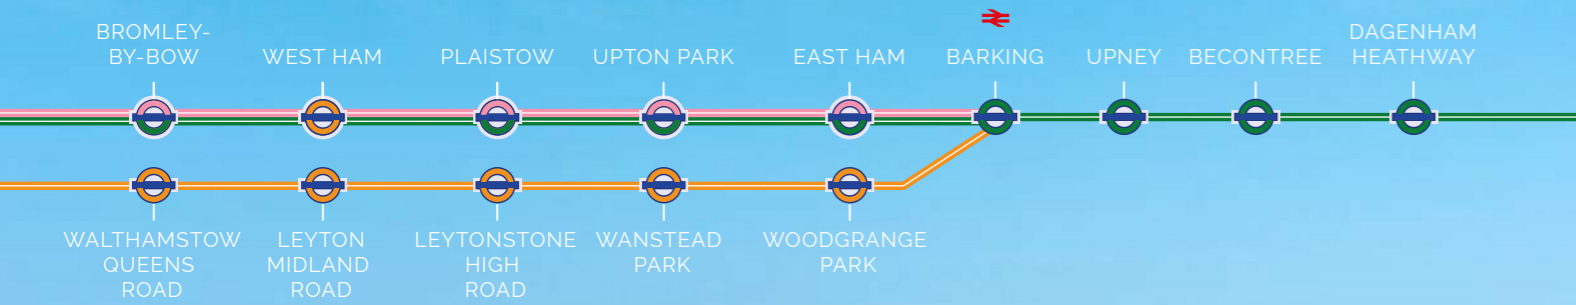 BROMLEY-
BY-BOW
WEST HAM
PLAISTOW
UPTON PARK
EAST HAM
BARKING
UPNEY
BECONTREE
DAGENHAM
HEATHWAY
WALTHAMSTOW
QUEENS
ROAD
LEYTON
MIDLAND
ROAD
LEYTONSTONE
HIGH
ROAD
WANSTEAD
PARK
WOODGRANGE
PARK